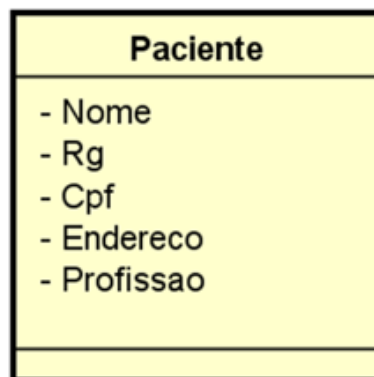 Paciente
- Nome
- Rg
- Cpf
- Endereco
- Profissao